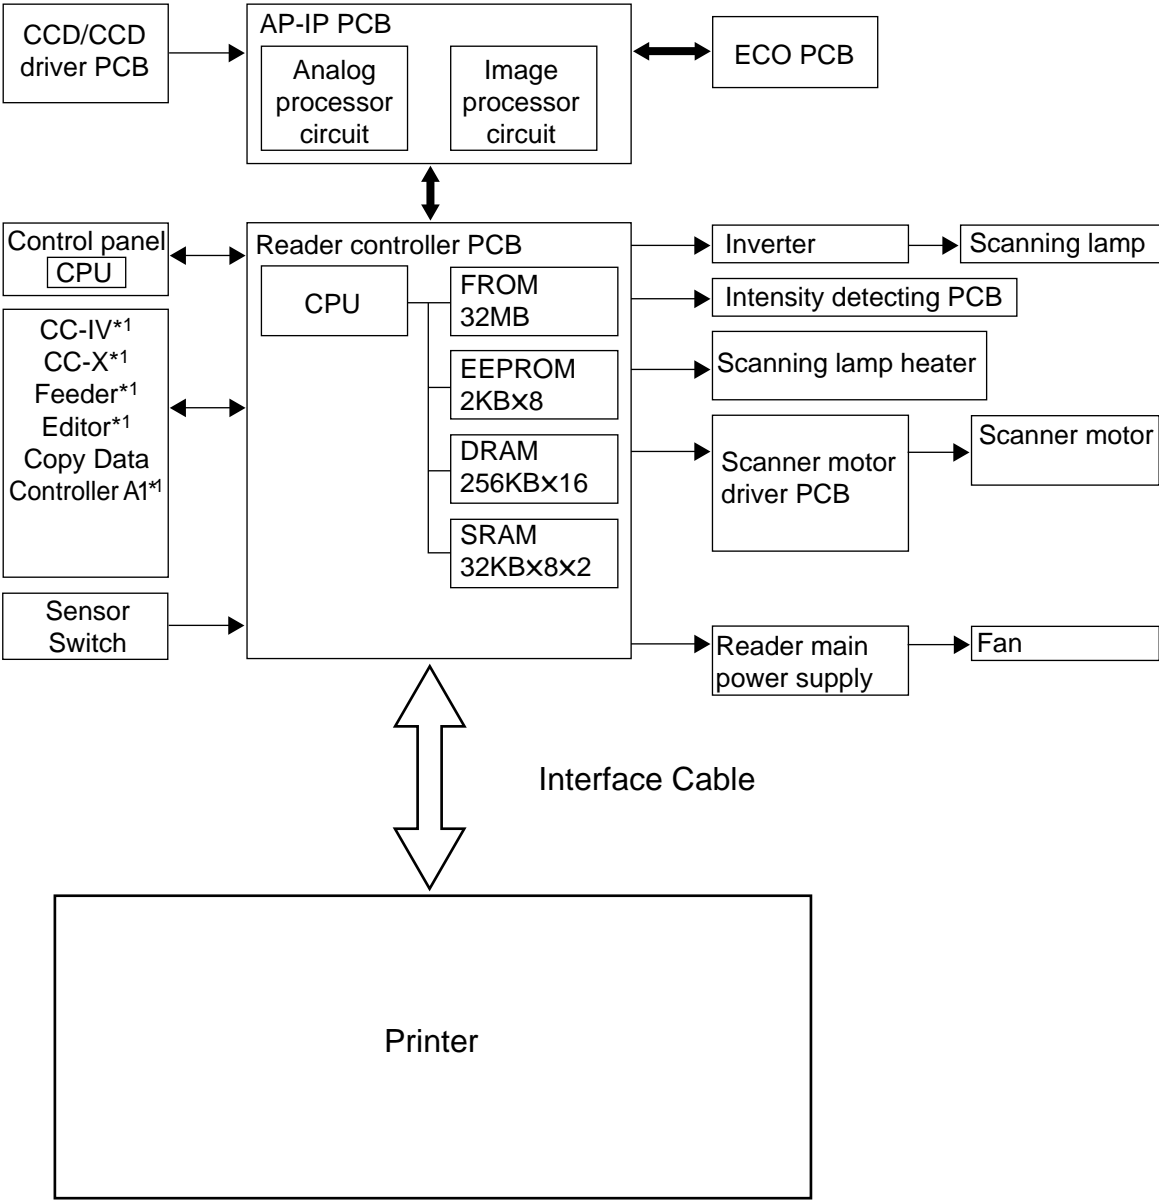 CCD/CCD
driver PCB
AP-IP PCB
Analog
processor
circuit
Image
processor
circuit
ECO PCB
Control panel
CPU
Reader controller PCB
CPU
FROM
32MB
EEPROM
2KB×8
DRAM
256KB×16
SRAM
32KB×8×2
Inverter
Scanning lamp
Intensity detecting PCB
Scanning lamp heater
Scanner motor
driver PCB
Scanner motor
CC-IV*1
CC-X*1
Feeder*1
Editor*1
Copy Data
Controller A1*1
Sensor
Switch
Reader main
power supply
Fan
Interface Cable
Printer